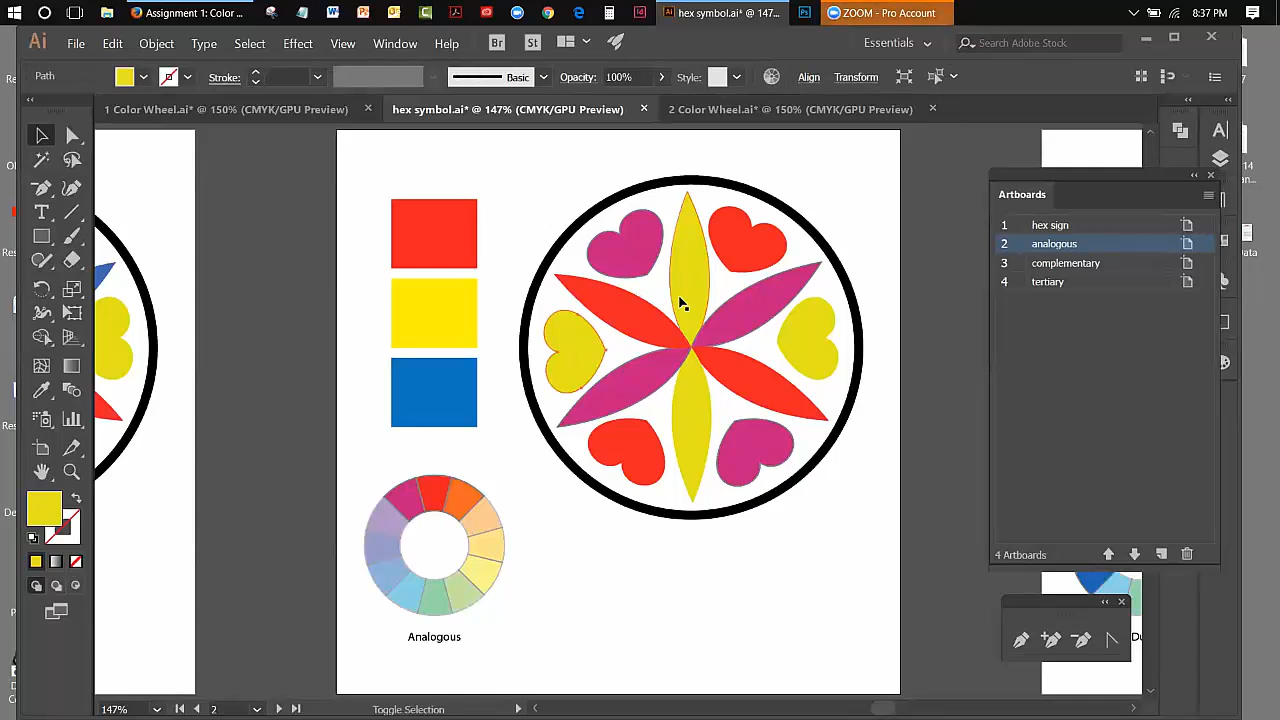 Assignment 1: Color ...
hex symbol.ai* @ 147...
ZOOM - Pro Account
8:37 PM
Ai File Edit Object Type Select Effect View Window Help Br St Essentials Search Adobe Stock
Path Stroke: Basic Opacity: 100% Style: Align Transform
1 Color Wheel.ai* @ 150% (CMYK/GPU Preview) hex symbol.ai* @ 147% (CMYK/GPU Preview) 2 Color Wheel.ai* @ 150% (CMYK/GPU Preview)
Artboards
1 hex sign
2 analogous
3 complementary
4 tertiary
4 Artboards
Analogous
147% 2 Toggle Selection